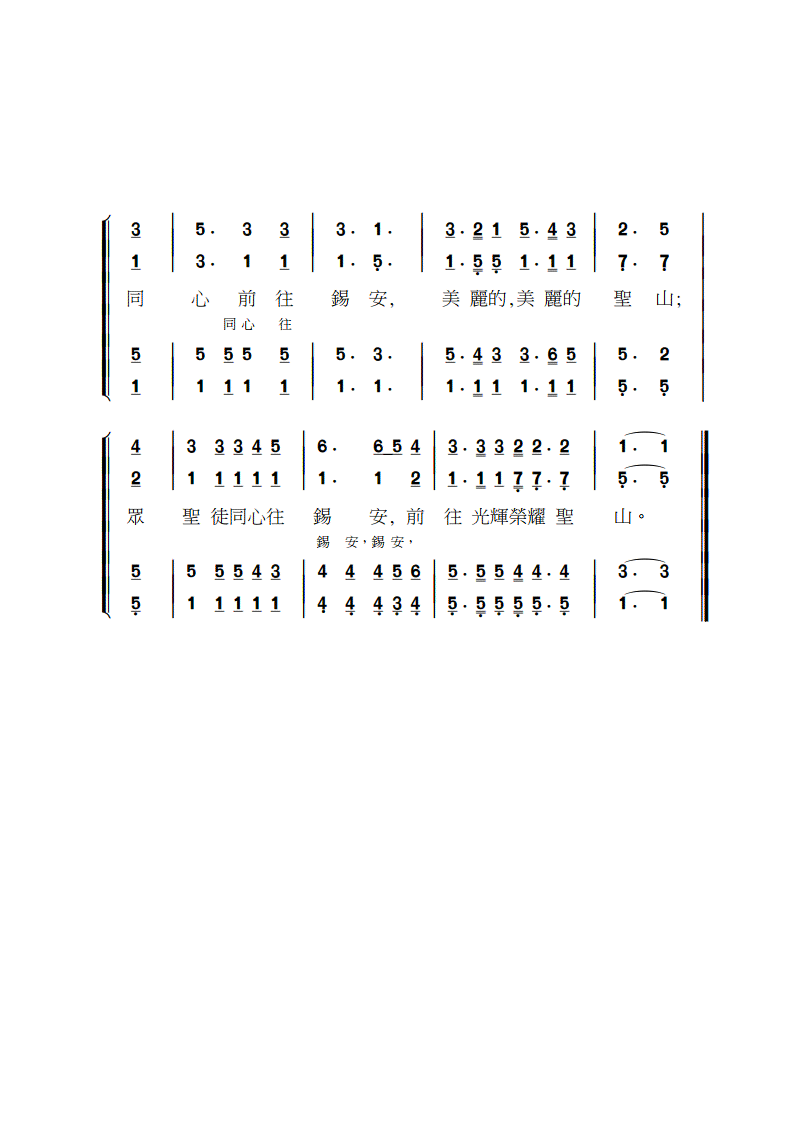 3 | 5 . 3 3 | 3 . 1 . | 3 . 2 1 5 . 4 3 | 2 . 5 |
1 | 3 . 1 1 | 1 . 5 . | 1 . 5 5 1 . 1 1 | 7 . 7 |
同 心 前 往 錫 安, 美 麗的,美 麗的 聖 山;
同 心 往
5 | 5 5 5 5 | 5 . 3 . | 5 . 4 3 3 . 6 5 | 5 . 2 |
1 | 1 1 1 1 | 1 . 1 . | 1 . 1 1 1 . 1 1 | 5 . 5 |
4 | 3 3 3 4 5 | 6 . 6 5 4 | 3 . 3 3 2 2 . 2 | 1 . 1 ‖
2 | 1 1 1 1 1 | 1 . 1 2 | 1 . 1 1 7 7 . 7 | 5 . 5 ‖
眾 聖 徒同心往 錫 安, 前 往 光輝榮耀 聖 山。
錫 安,錫 安,
5 | 5 5 5 4 3 | 4 4 4 5 6 | 5 . 5 5 4 4 . 4 | 3 . 3 ‖
5 | 1 1 1 1 1 | 4 4 4 3 4 | 5 . 5 5 5 5 . 5 | 1 . 1 ‖